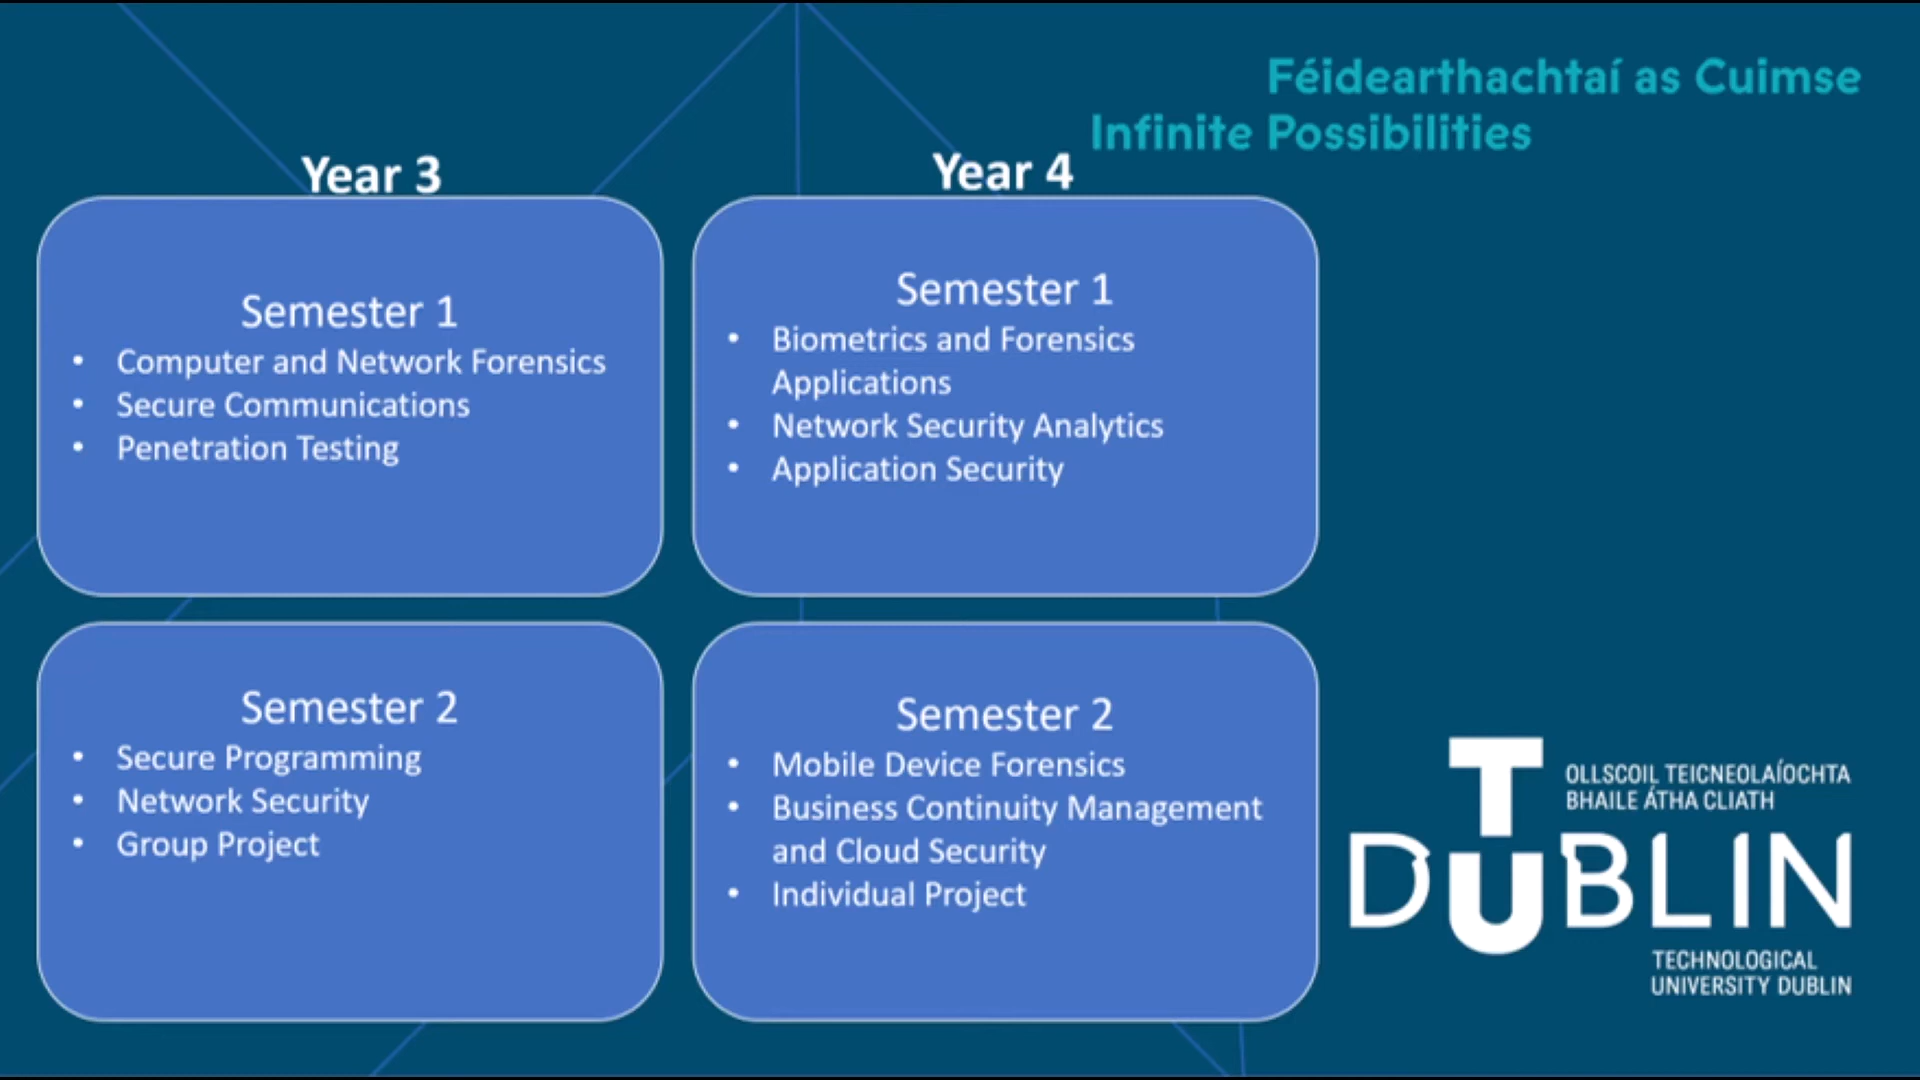 Féidearthachtaí as Cuimse
Infinite Possibilities
Year 3
Semester 1
• Computer and Network Forensics
• Secure Communications
• Penetration Testing
Semester 2
• Secure Programming
• Network Security
• Group Project
Year 4
Semester 1
• Biometrics and Forensics
Applications
• Network Security Analytics
• Application Security
Semester 2
• Mobile Device Forensics
• Business Continuity Management
and Cloud Security
• Individual Project
OLLSCOIL TEICNEOLAÍOCHTA
BHAILE ÁTHA CLIATH
TU DUBLIN
TECHNOLOGICAL
UNIVERSITY DUBLIN